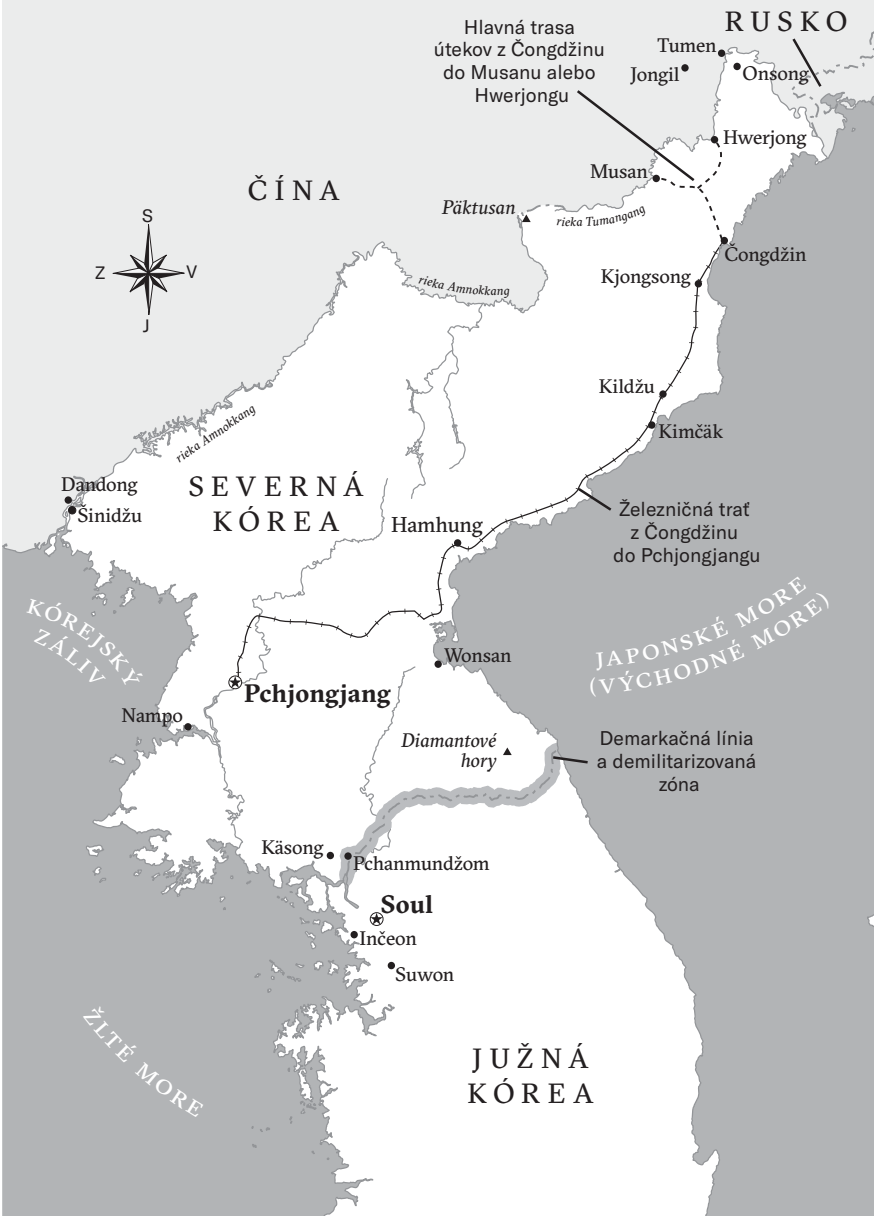 RUSKO
Hlavná trasa
útekov z Čongdžinu
do Musanu alebo
Hwerjongu
Tumen
Jongil
Onsong
Hwerjong
Musan
ČÍNA
Päktusan
rieka Tumangang
S
Z
V
J
Čongdžin
rieka Amnokkang
Kjongsong
Kildžu
Kimčäk
rieka Amnokkang
Dandong
Šinidžu
SEVERNÁ
KÓREA
Hamhung
Železničná trať
z Čongdžinu
do Pchjongjangu
KÓREJSKÝ
ZÁLIV
JAPONSKÉ MORE
(VÝCHODNÉ MORE)
Wonsan
Pchjongjang
Nampo
Diamantové
hory
Demarkačná línia
a demilitarizovaná
zóna
Käsong
Pchanmundžom
Soul
Inčeon
Suwon
ŽLTÉ MORE
JUŽNÁ
KÓREA